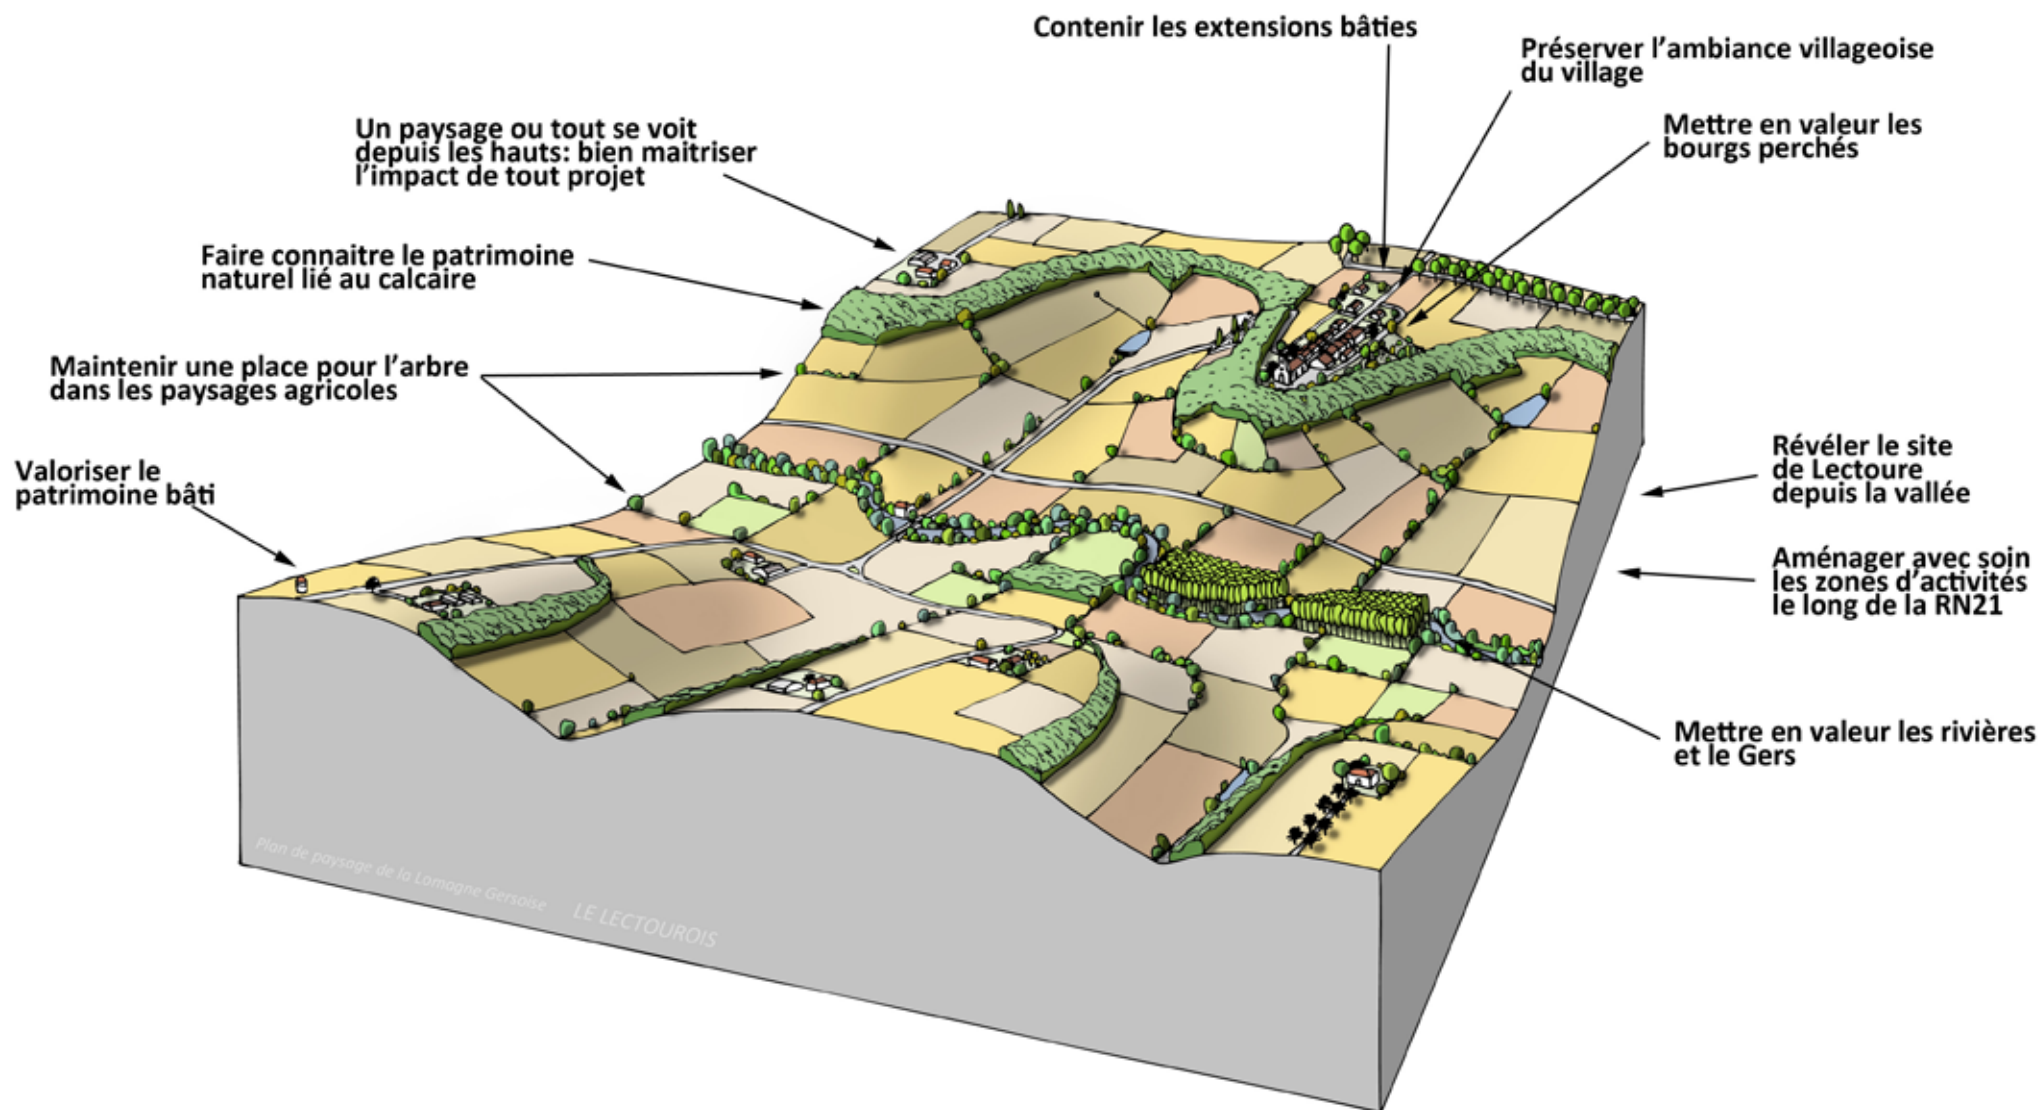 Contenir les extensions bâties
Préserver l'ambiance villageoise
du village
Mettre en valeur les
bourgs perchés
Un paysage ou tout se voit
depuis les hauts: bien maitriser
l'impact de tout projet
Faire connaitre le patrimoine
naturel lié au calcaire
Maintenir une place pour l'arbre
dans les paysages agricoles
Valoriser le
patrimoine bâti
Révéler le site
de Lectoure
depuis la vallée
Aménager avec soin
les zones d'activités
le long de la RN21
Mettre en valeur les rivières
et le Gers
Plan de paysage de la Lomagne Gersoise
LE LECTOUROIS